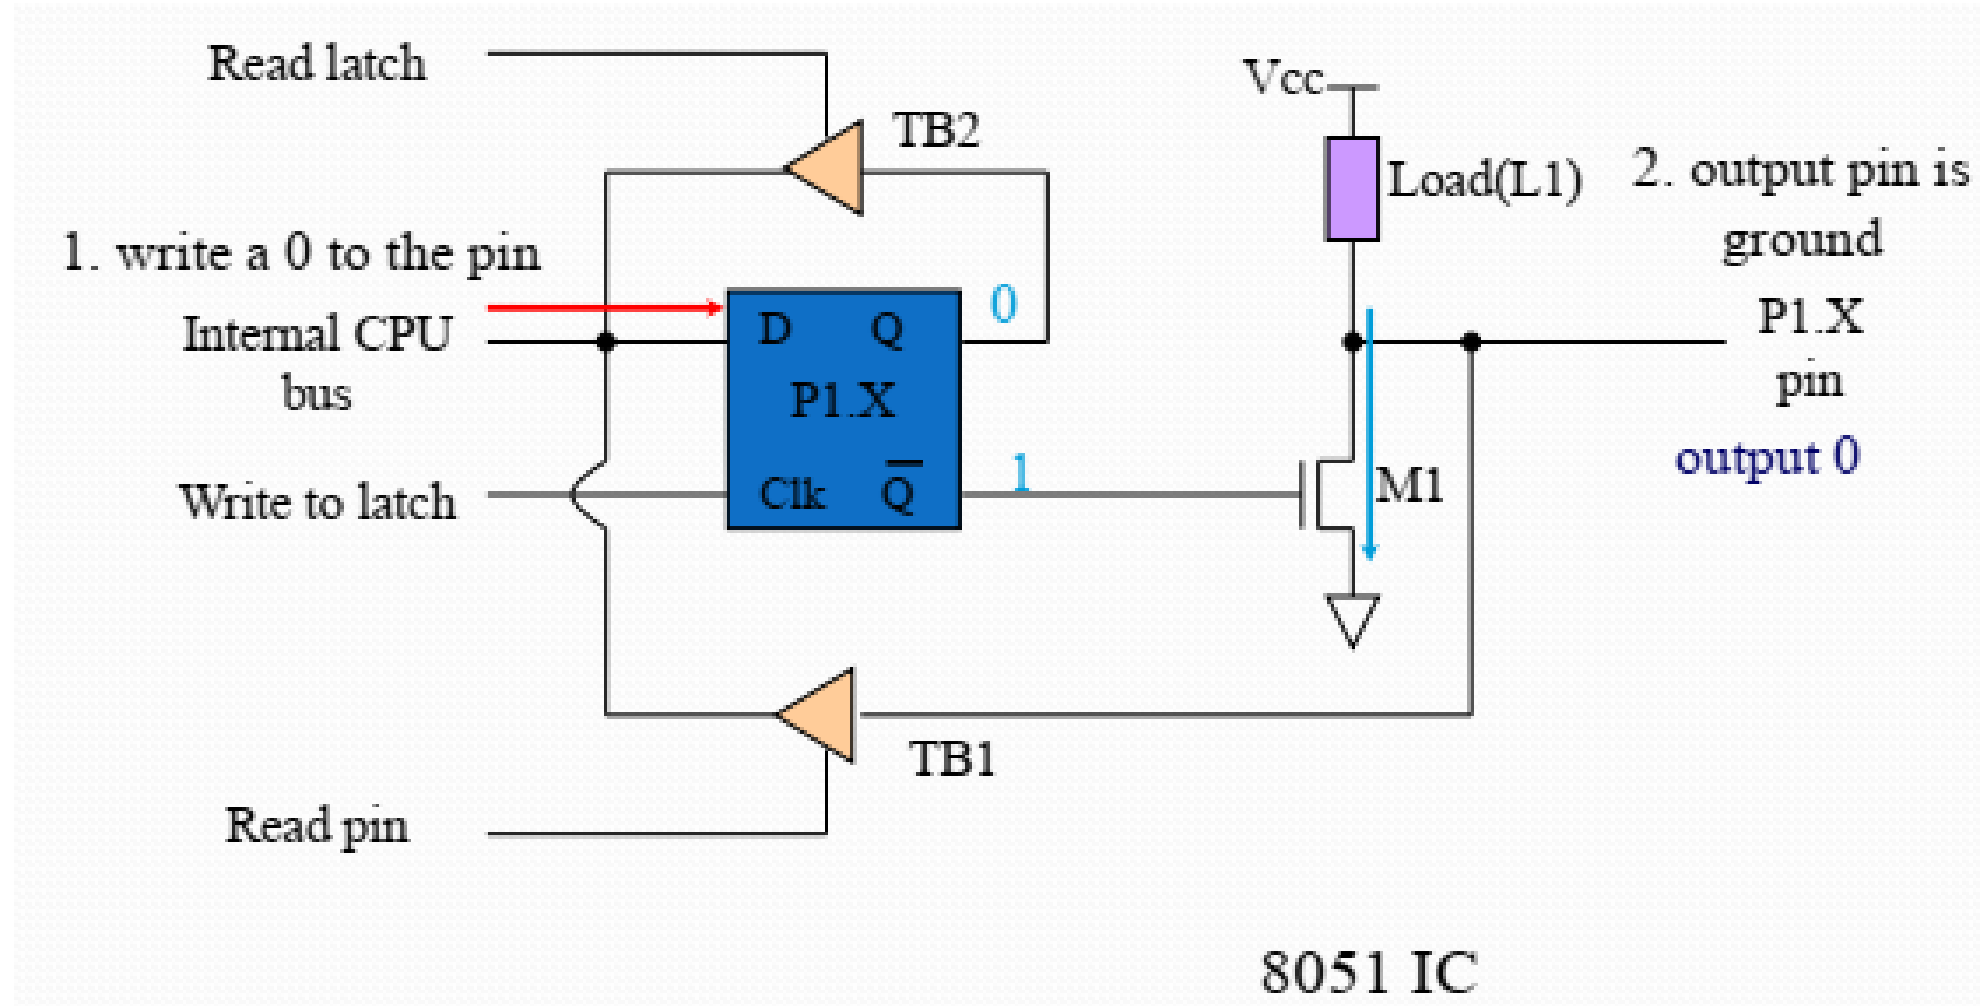 Read latch
TB2
Vcc
Load(L1)
2. output pin is
ground
1. write a 0 to the pin
Internal CPU
bus
D Q
P1.X
Clk Q̅
0
1
P1.X
pin
output 0
M1
Write to latch
TB1
Read pin
8051 IC